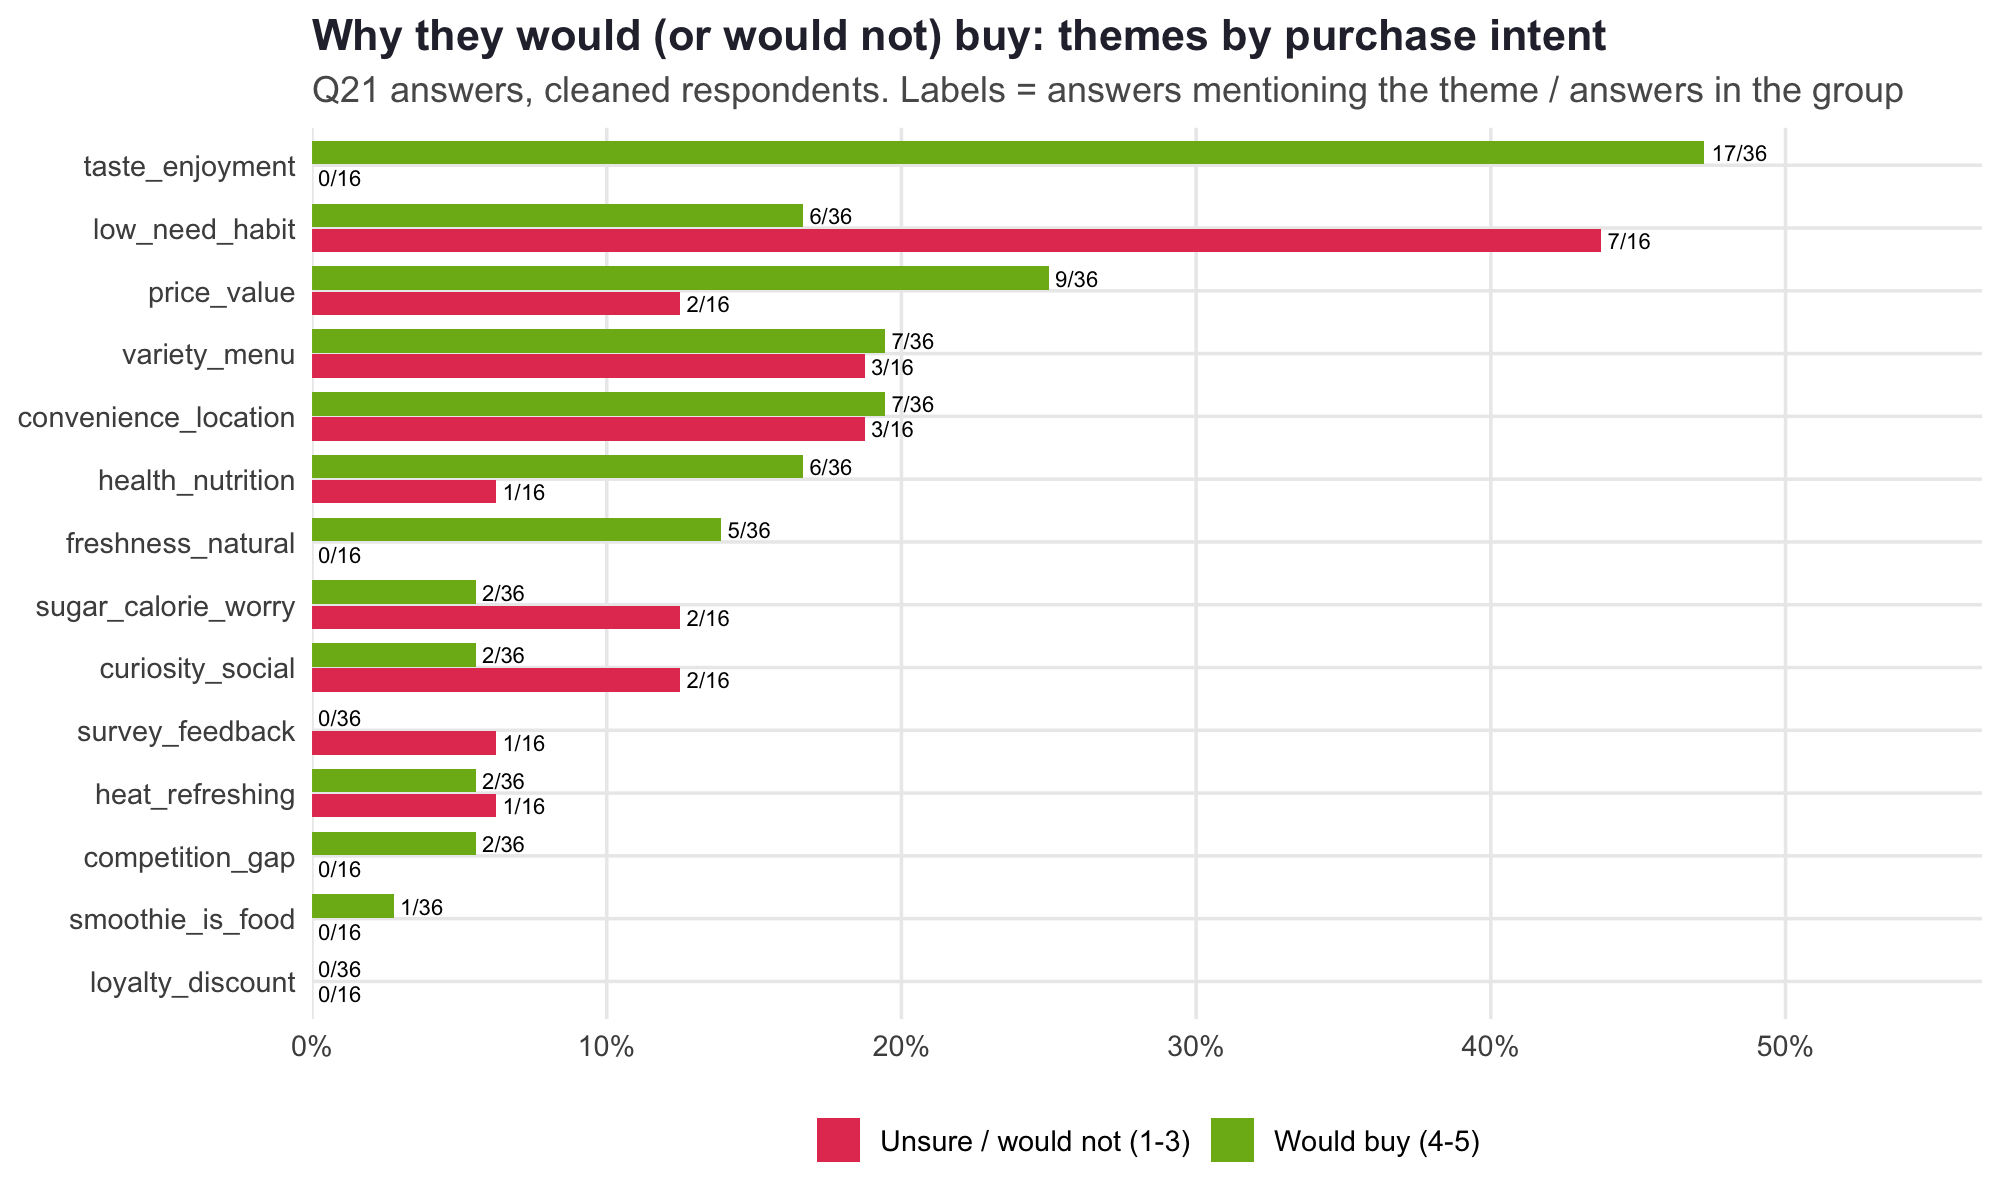 Why they would (or would not) buy: themes by purchase intent
Q21 answers, cleaned respondents. Labels = answers mentioning the theme / answers in the group
taste_enjoyment
17/36
0/16
low_need_habit
6/36
7/16
price_value
9/36
2/16
variety_menu
7/36
3/16
convenience_location
7/36
3/16
health_nutrition
6/36
1/16
freshness_natural
5/36
0/16
sugar_calorie_worry
2/36
2/16
curiosity_social
2/36
2/16
survey_feedback
0/36
1/16
heat_refreshing
2/36
1/16
competition_gap
2/36
0/16
smoothie_is_food
1/36
0/16
loyalty_discount
0/36
0/16
0% 10% 20% 30% 40% 50%
Unsure / would not (1-3) Would buy (4-5)